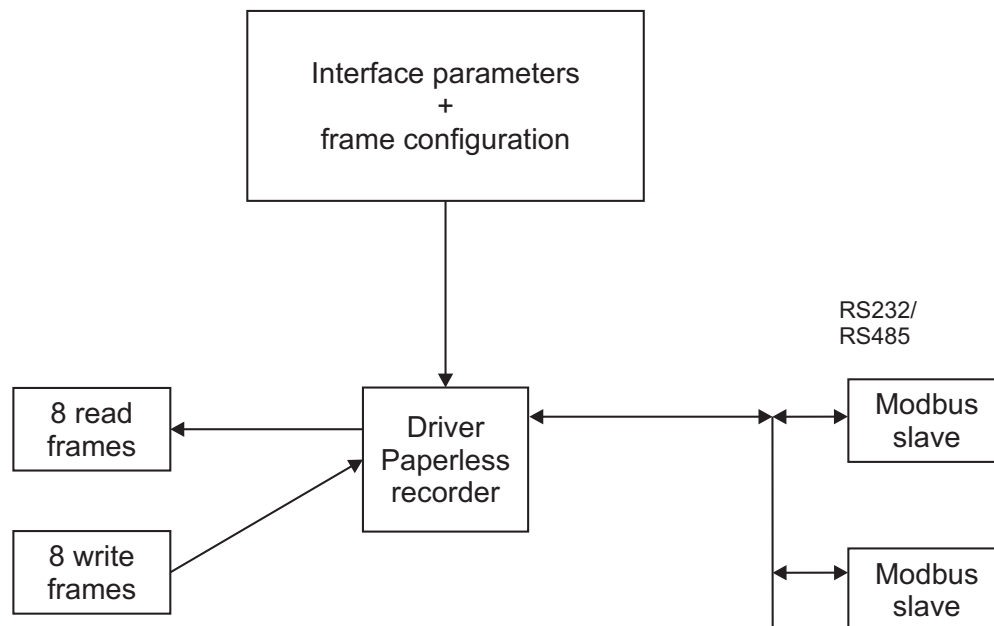 Interface parameters
+
frame configuration
RS232/
RS485
8 read
frames
Driver
Paperless
recorder
Modbus
slave
8 write
frames
Modbus
slave